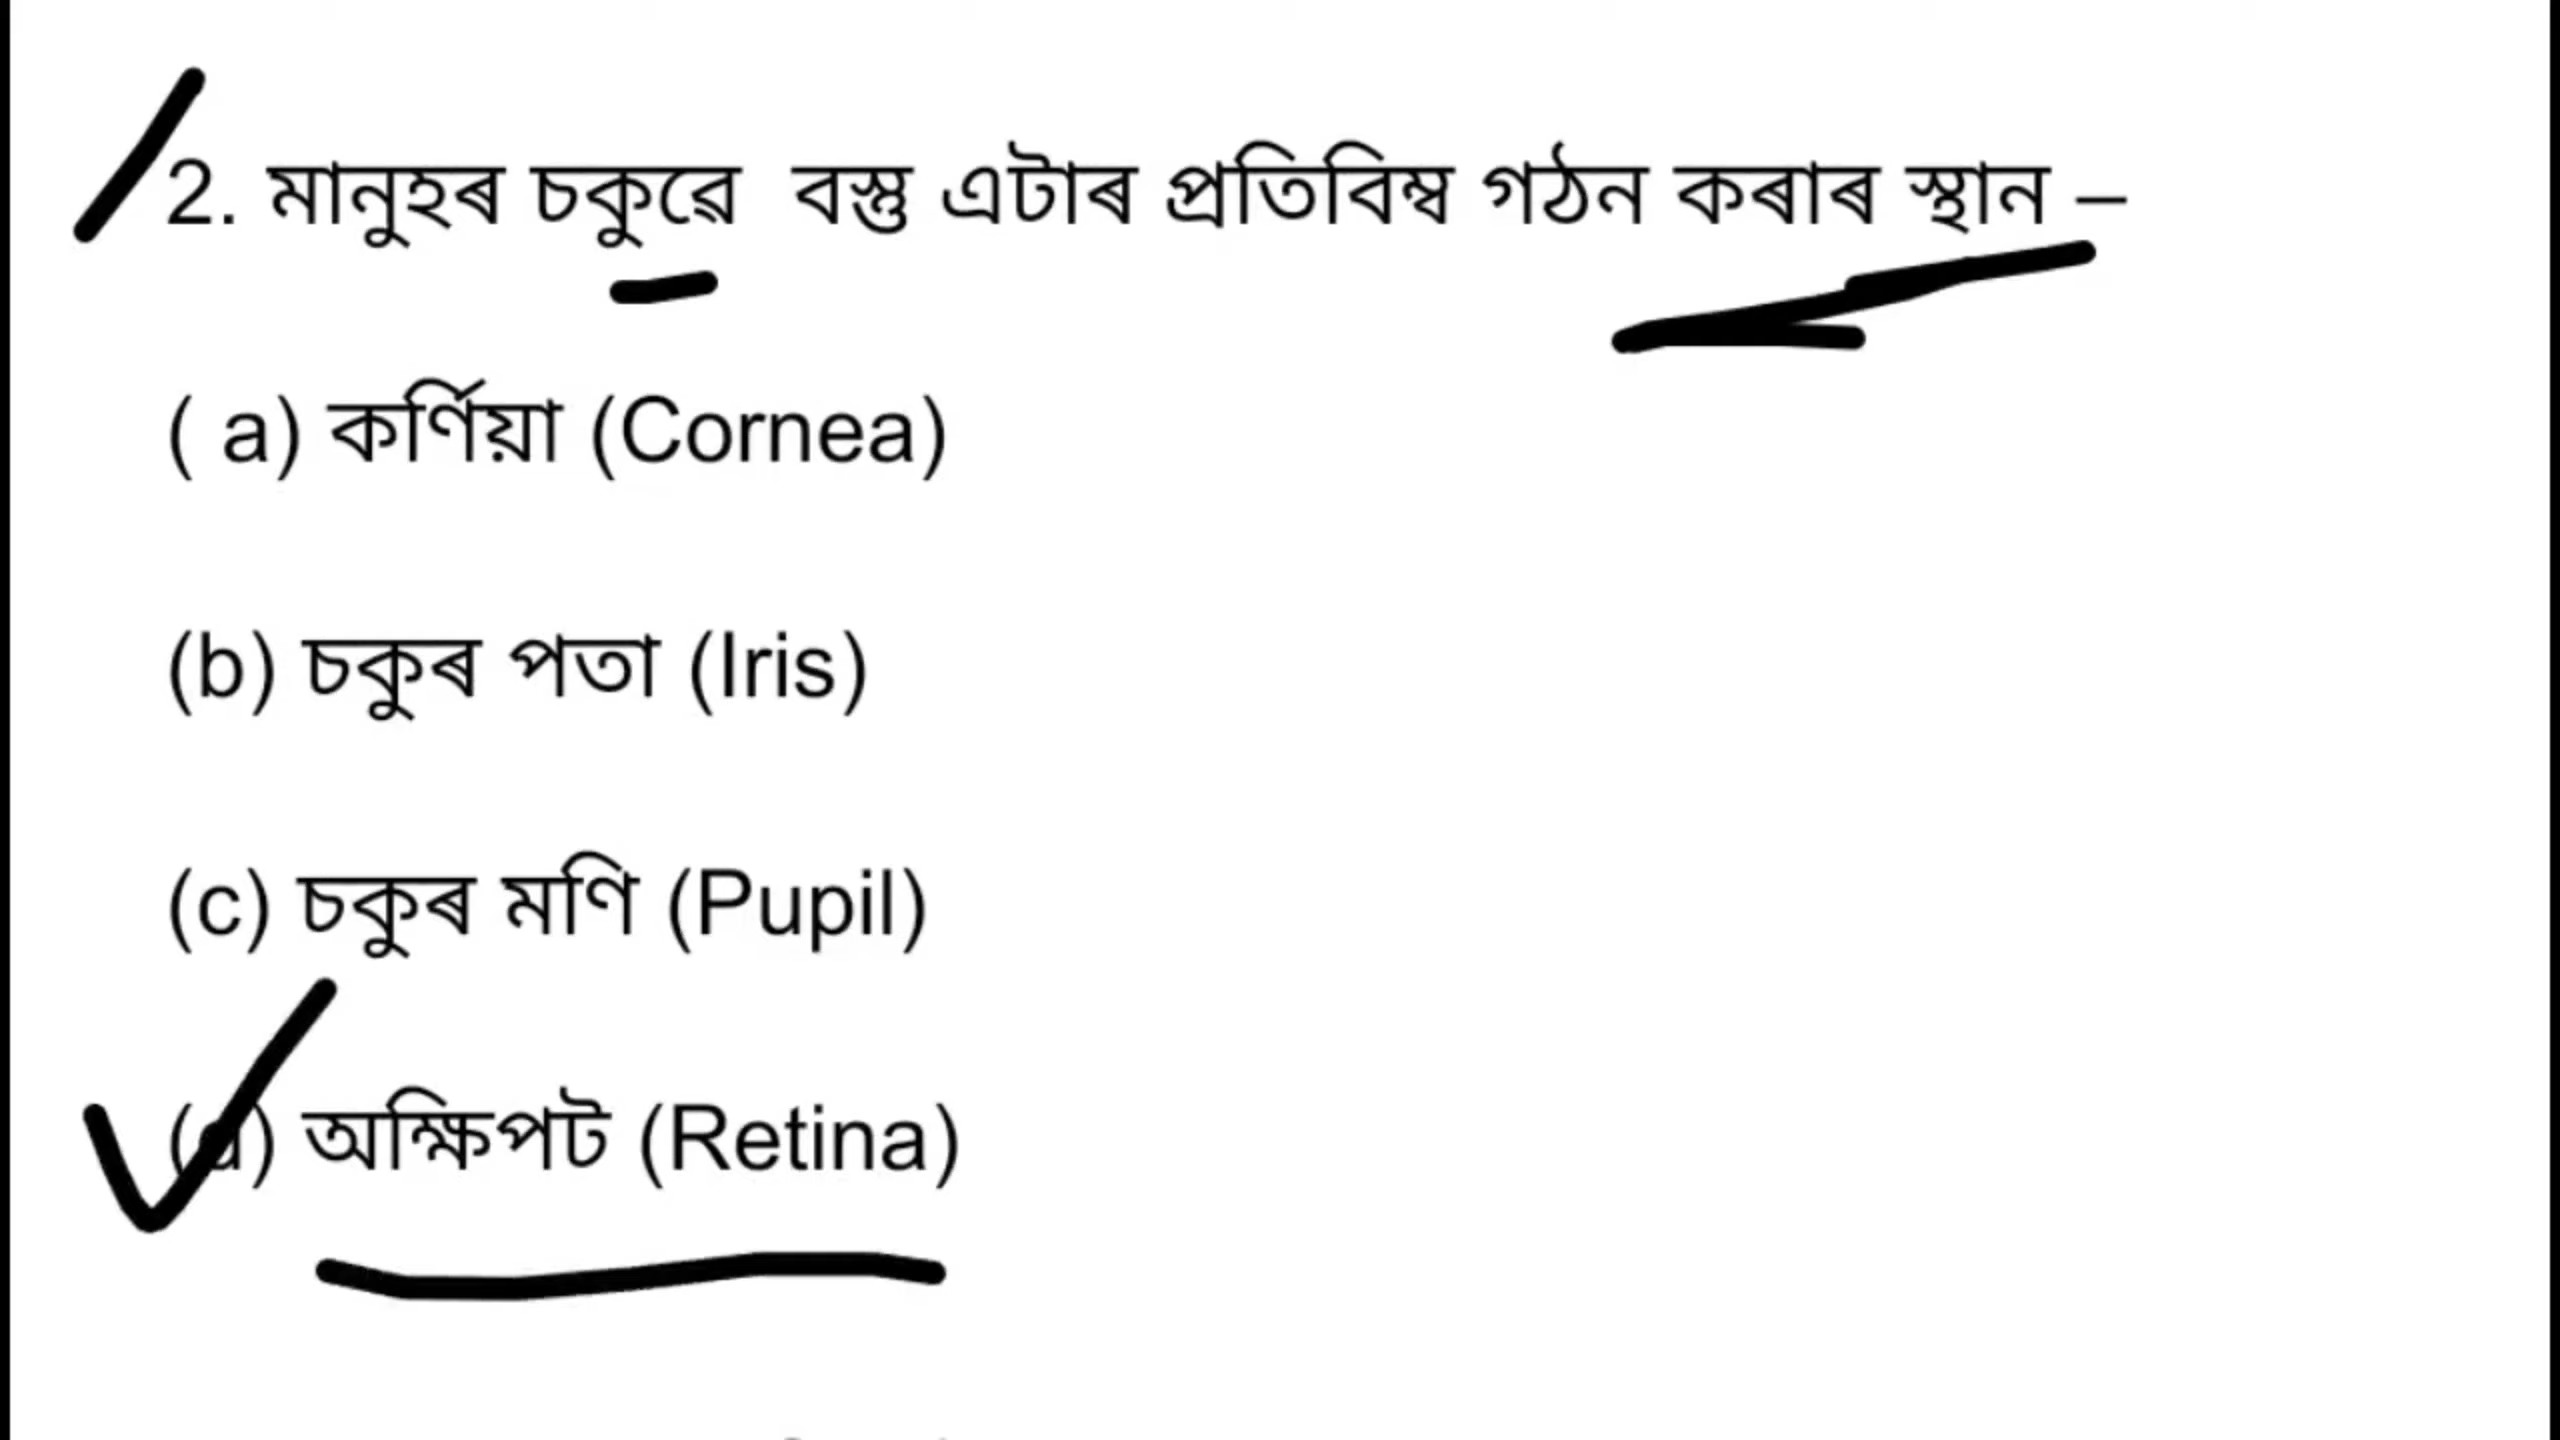 2. মানুহৰ চকুৱে বস্তু এটাৰ প্ৰতিবিম্ব গঠন কৰাৰ স্থান –
( a) কৰ্ণিয়া (Cornea)
(b) চকুৰ পতা (Iris)
(c) চকুৰ মণি (Pupil)
(d) অক্ষিপট (Retina)